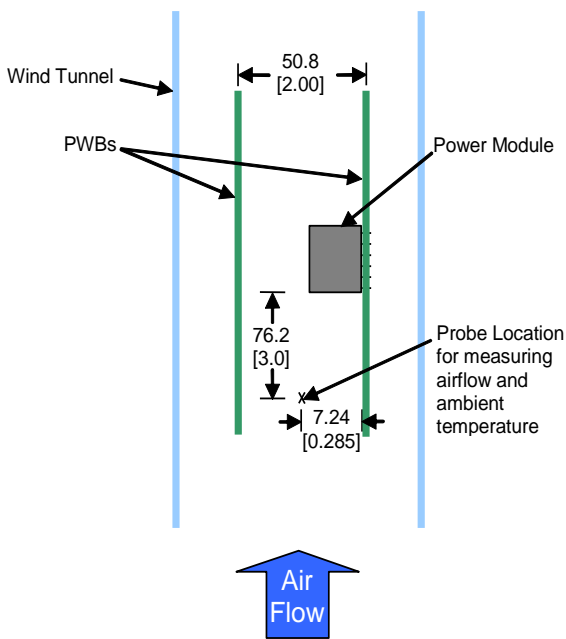 50.8
[2.00]
Wind Tunnel
PWBs
Power Module
76.2
[3.0]
Probe Location
for measuring
airflow and
ambient
temperature
x
7.24
[0.285]
Air
Flow